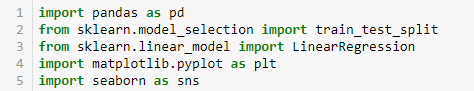 1 import pandas as pd
2 from sklearn.model_selection import train_test_split
3 from sklearn.linear_model import LinearRegression
4 import matplotlib.pyplot as plt
5 import seaborn as sns